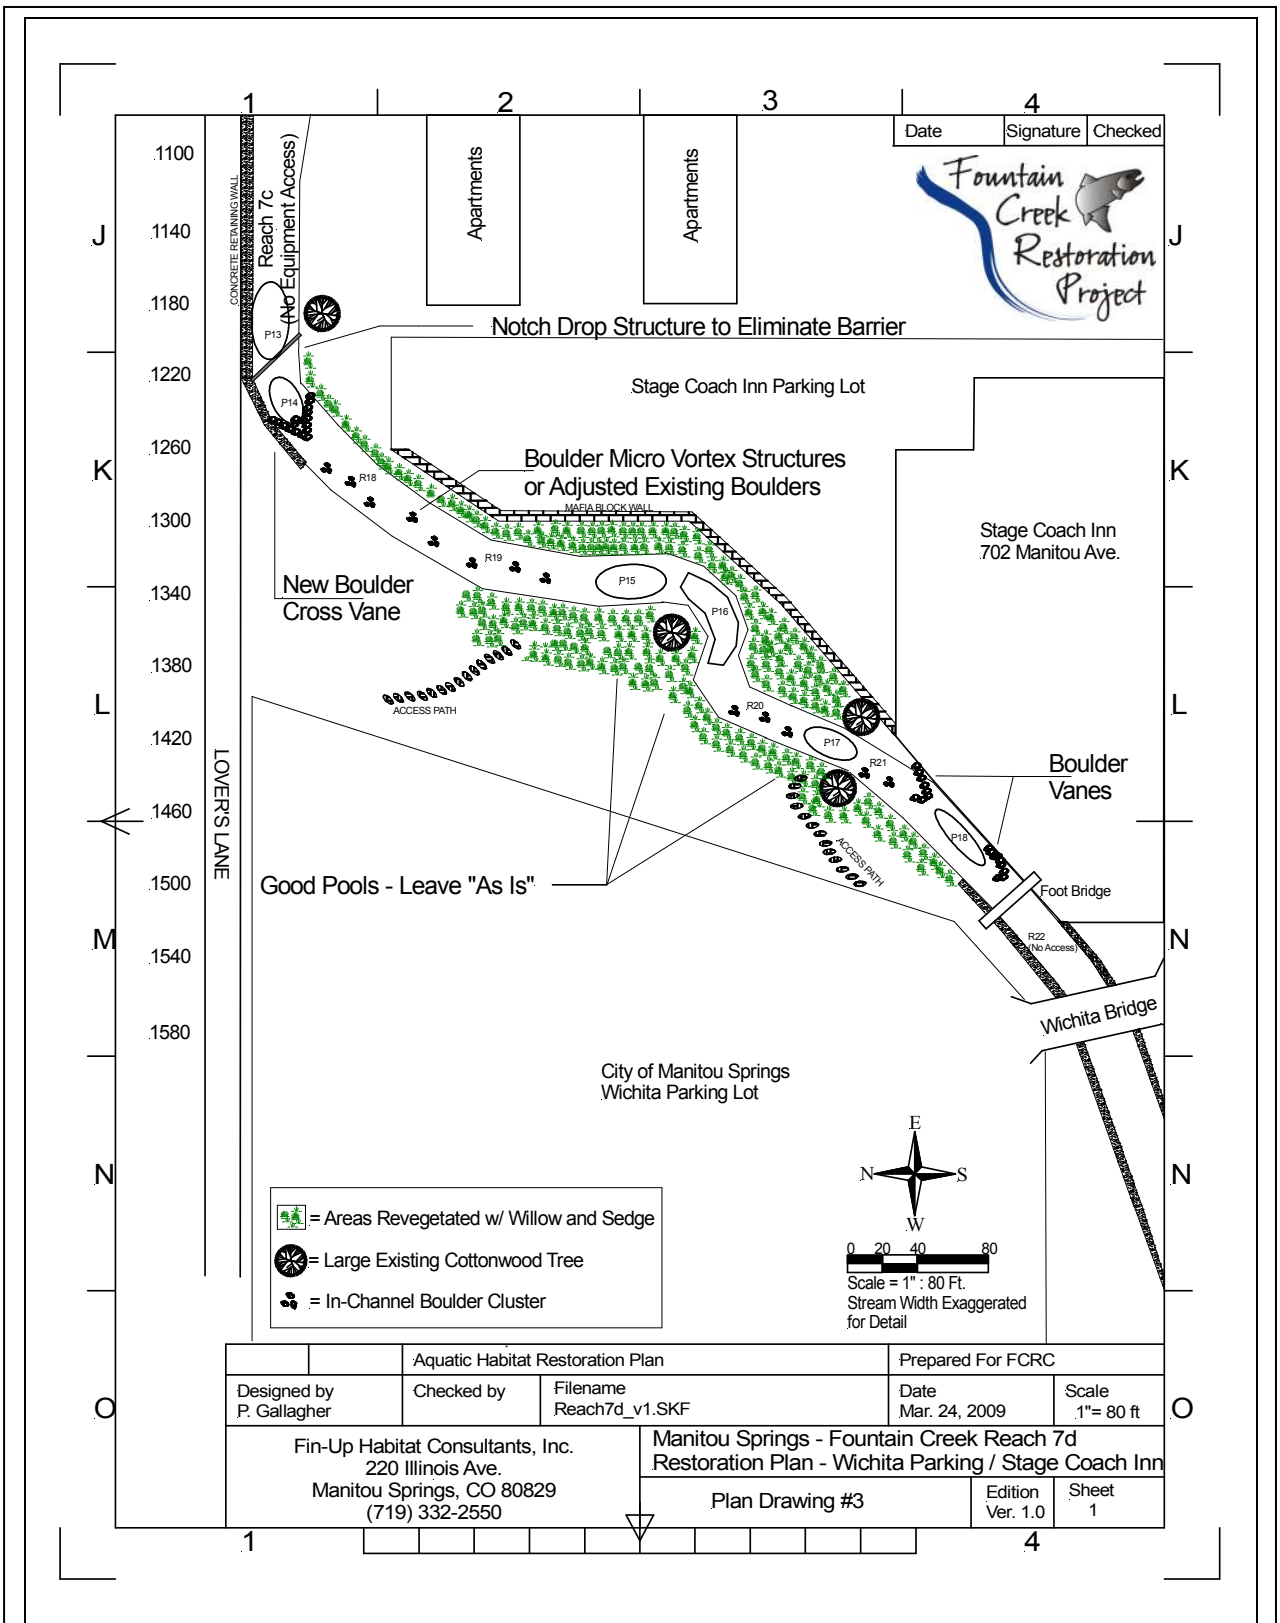 1
2
3
4
Date
Signature
Checked
Fountain
Creek
Restoration
Project
J
K
L
M
N
O
J
K
L
N
N
O
1100
1140
1180
1220
1260
1300
1340
1380
1420
1460
1500
1540
1580
CONCRETE RETAINING WALL
Reach 7c
(No Equipment Access)
Apartments
Apartments
P13
Notch Drop Structure to Eliminate Barrier
Stage Coach Inn Parking Lot
P14
R18
Boulder Micro Vortex Structures
or Adjusted Existing Boulders
MAFIA BLOCK WALL
Stage Coach Inn
702 Manitou Ave.
R19
P15
P16
New Boulder
Cross Vane
ACCESS PATH
R20
P17
R21
Boulder
Vanes
LOVER'S LANE
P18
ACCESS PATH
Good Pools - Leave "As Is"
Foot Bridge
R22
(No Access)
Wichita Bridge
City of Manitou Springs
Wichita Parking Lot
E
N
S
W
= Areas Revegetated w/ Willow and Sedge
= Large Existing Cottonwood Tree
= In-Channel Boulder Cluster
0 20 40 80
Scale = 1" : 80 Ft.
Stream Width Exaggerated
for Detail
Aquatic Habitat Restoration Plan
Prepared For FCRC
Designed by
P. Gallagher
Checked by
Filename
Reach7d_v1.SKF
Date
Mar. 24, 2009
Scale
1"= 80 ft
Fin-Up Habitat Consultants, Inc.
220 Illinois Ave.
Manitou Springs, CO 80829
(719) 332-2550
Manitou Springs - Fountain Creek Reach 7d
Restoration Plan - Wichita Parking / Stage Coach Inn
Plan Drawing #3
Edition
Ver. 1.0
Sheet
1
1
4